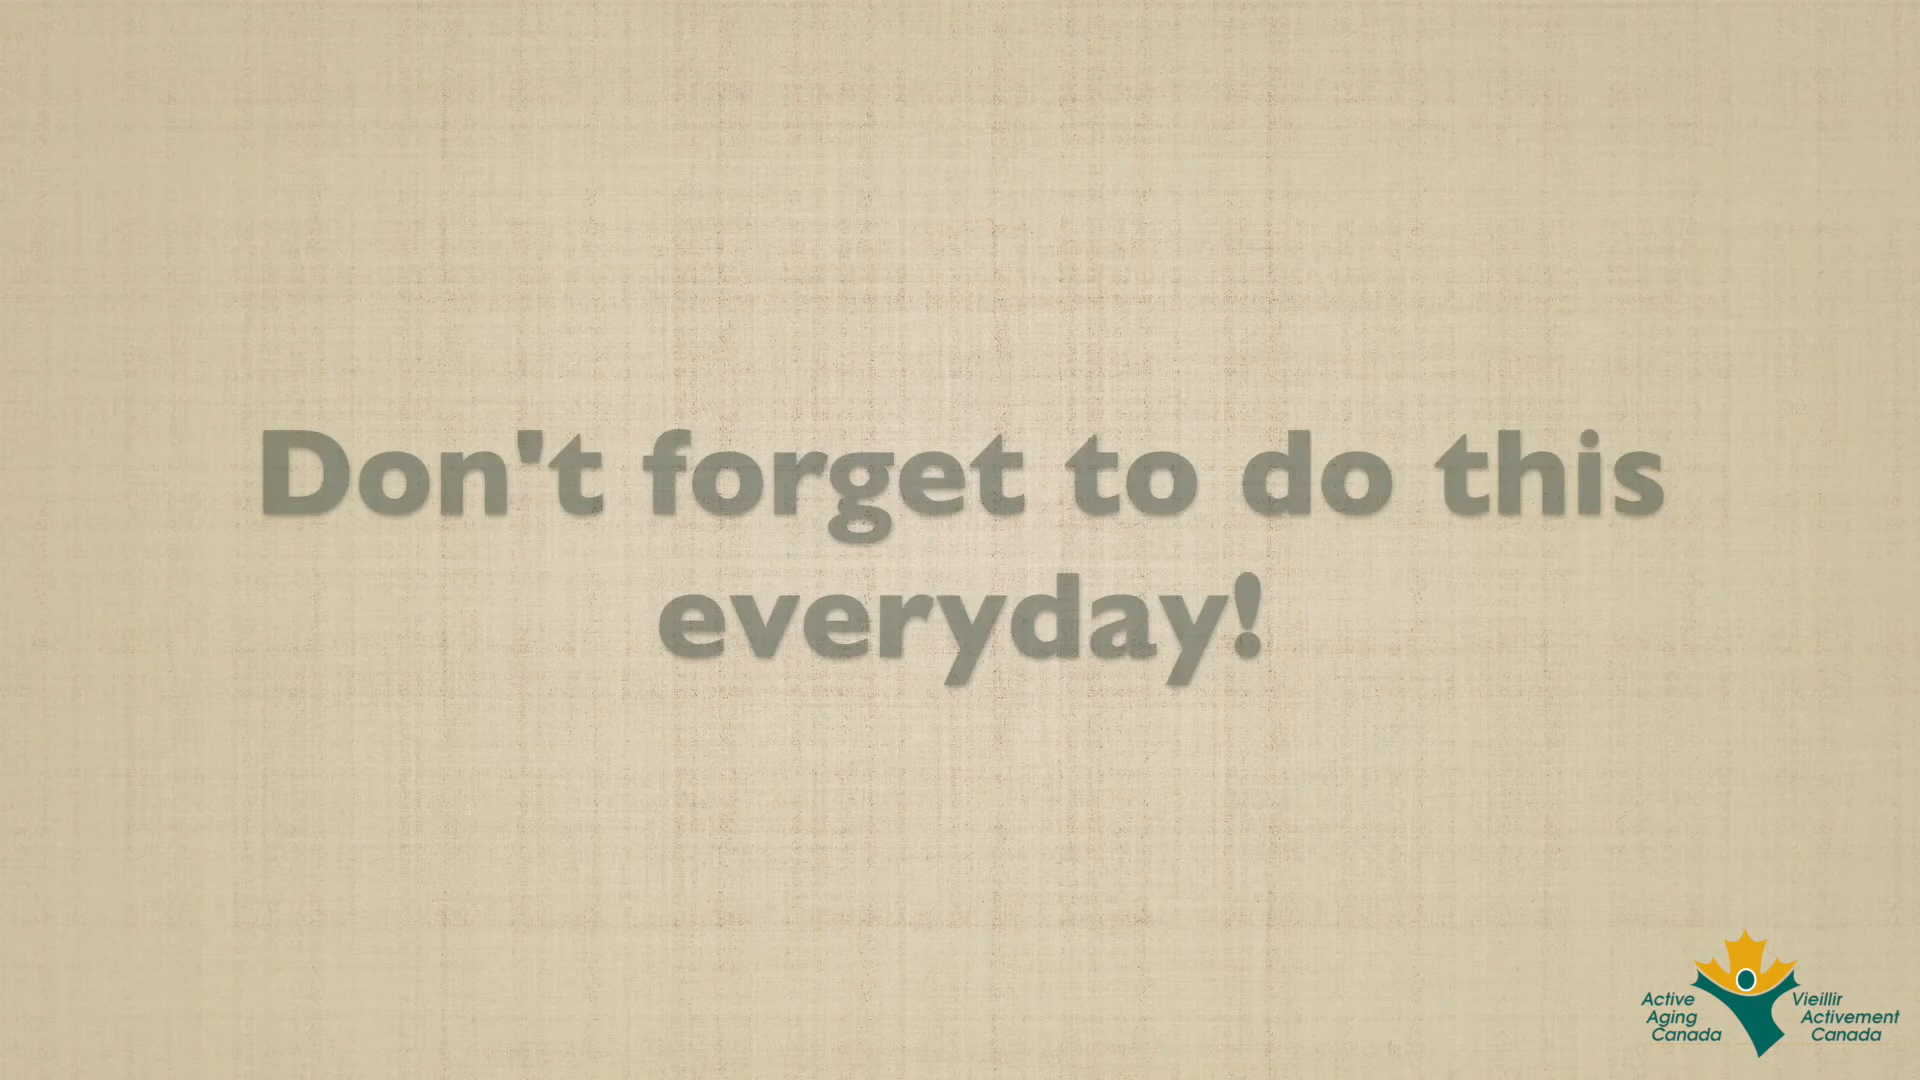 Don't forget to do this
everyday!
Active
Aging
Canada
Vieillir
Activement
Canada